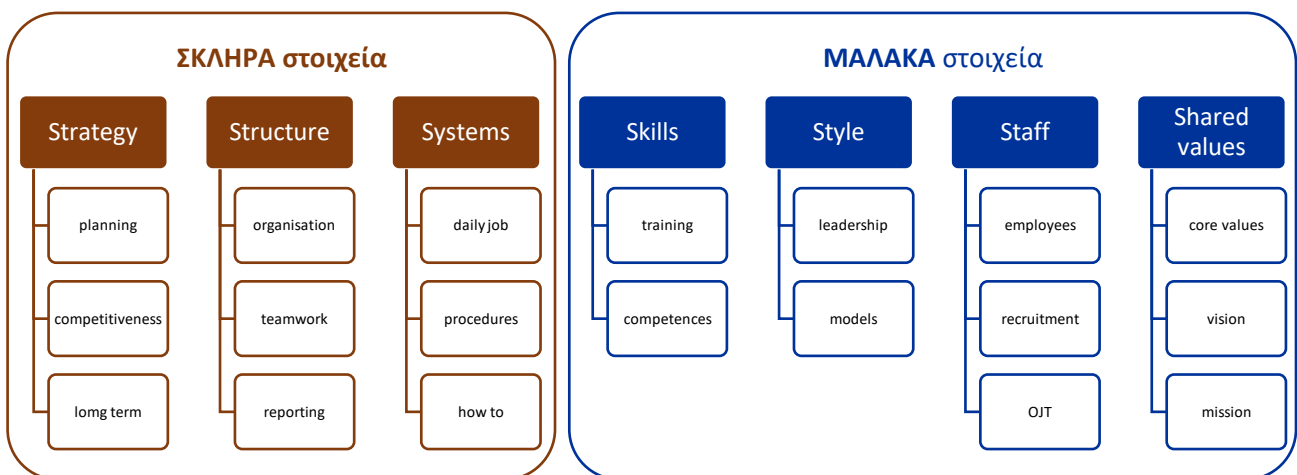 ΣΚΛΗΡΑ στοιχεία
Strategy
planning
competitiveness
lomg term
Structure
organisation
teamwork
reporting
Systems
daily job
procedures
how to
ΜΑΛΑΚΑ στοιχεία
Skills
training
competences
Style
leadership
models
Staff
employees
recruitment
OJT
Shared
values
core values
vision
mission